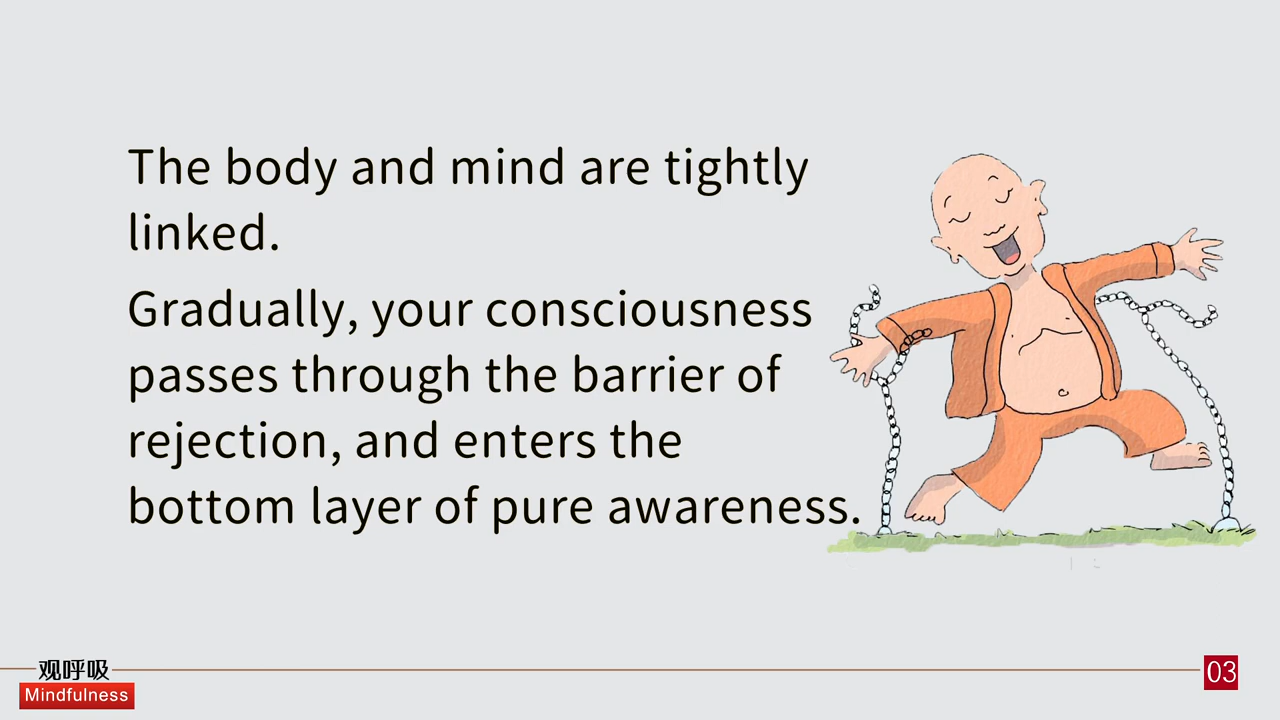 The body and mind are tightly
linked.
Gradually, your consciousness
passes through the barrier of
rejection, and enters the
bottom layer of pure awareness.
观呼吸
Mindfulness
03